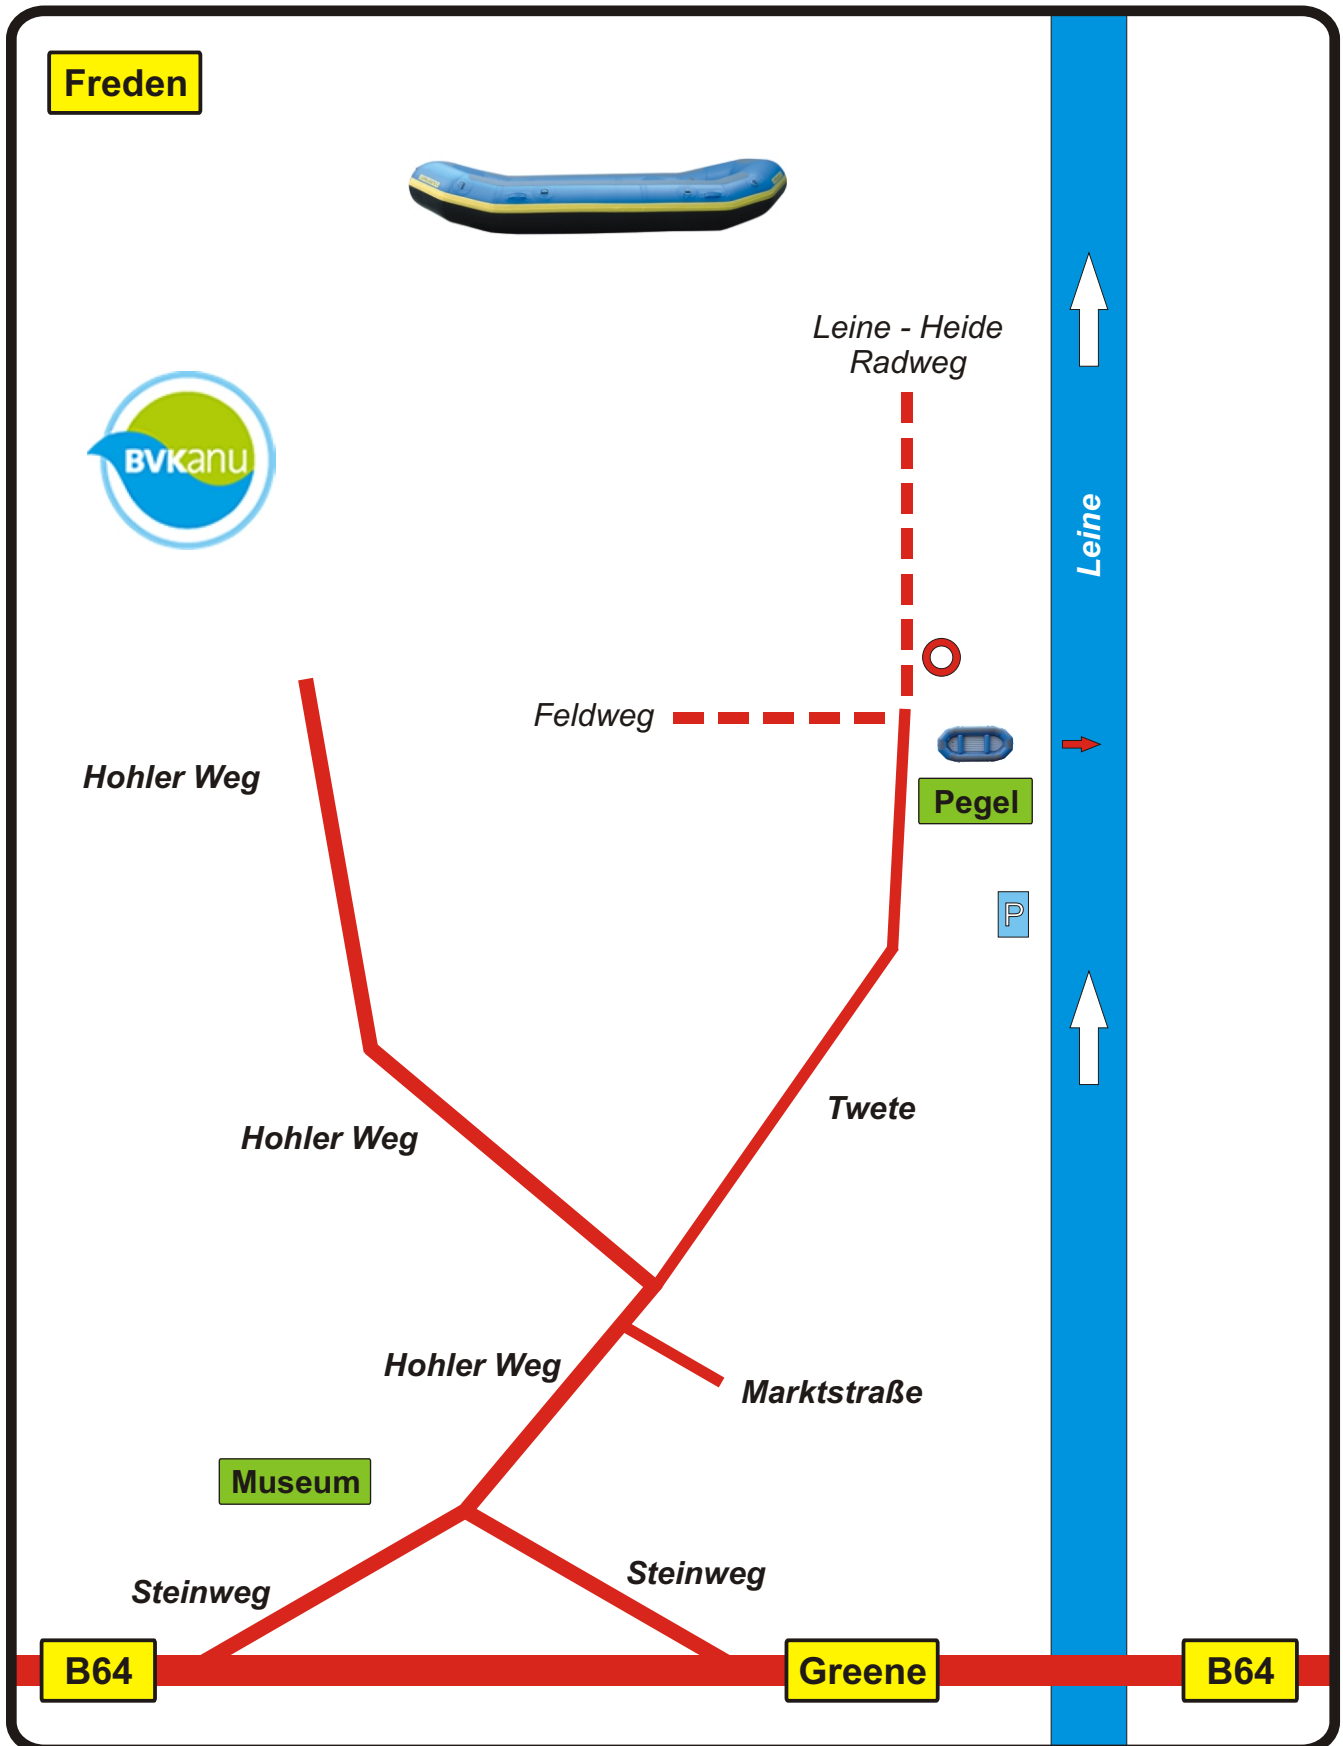 Freden
Leine - Heide
Radweg
BVKanu
Leine
Feldweg
Hohler Weg
Pegel
P
Twete
Hohler Weg
Hohler Weg
Marktstraße
Museum
Steinweg
Steinweg
B64
Greene
B64